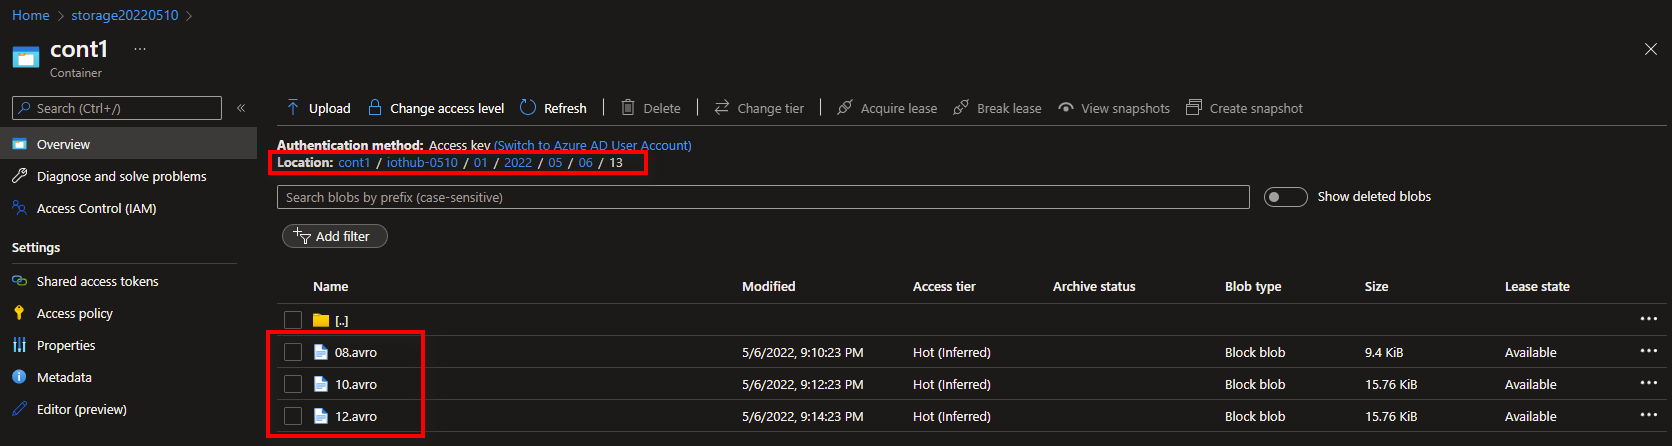 Home > storage20220510 >
cont1 ...
Container
Search (Ctrl+/) «
Upload Change access level Refresh Delete Change tier Acquire lease Break lease View snapshots Create snapshot
Overview
Diagnose and solve problems
Access Control (IAM)
Settings
Shared access tokens
Access policy
Properties
Metadata
Editor (preview)
Authentication method: Access key (Switch to Azure AD User Account)
Location: cont1 / iothub-0510 / 01 / 2022 / 05 / 06 / 13
Search blobs by prefix (case-sensitive)
Show deleted blobs
Add filter
Name Modified Access tier Archive status Blob type Size Lease state
[..] ...
08.avro 5/6/2022, 9:10:23 PM Hot (Inferred) Block blob 9.4 KiB Available ...
10.avro 5/6/2022, 9:12:23 PM Hot (Inferred) Block blob 15.76 KiB Available ...
12.avro 5/6/2022, 9:14:23 PM Hot (Inferred) Block blob 15.76 KiB Available ...